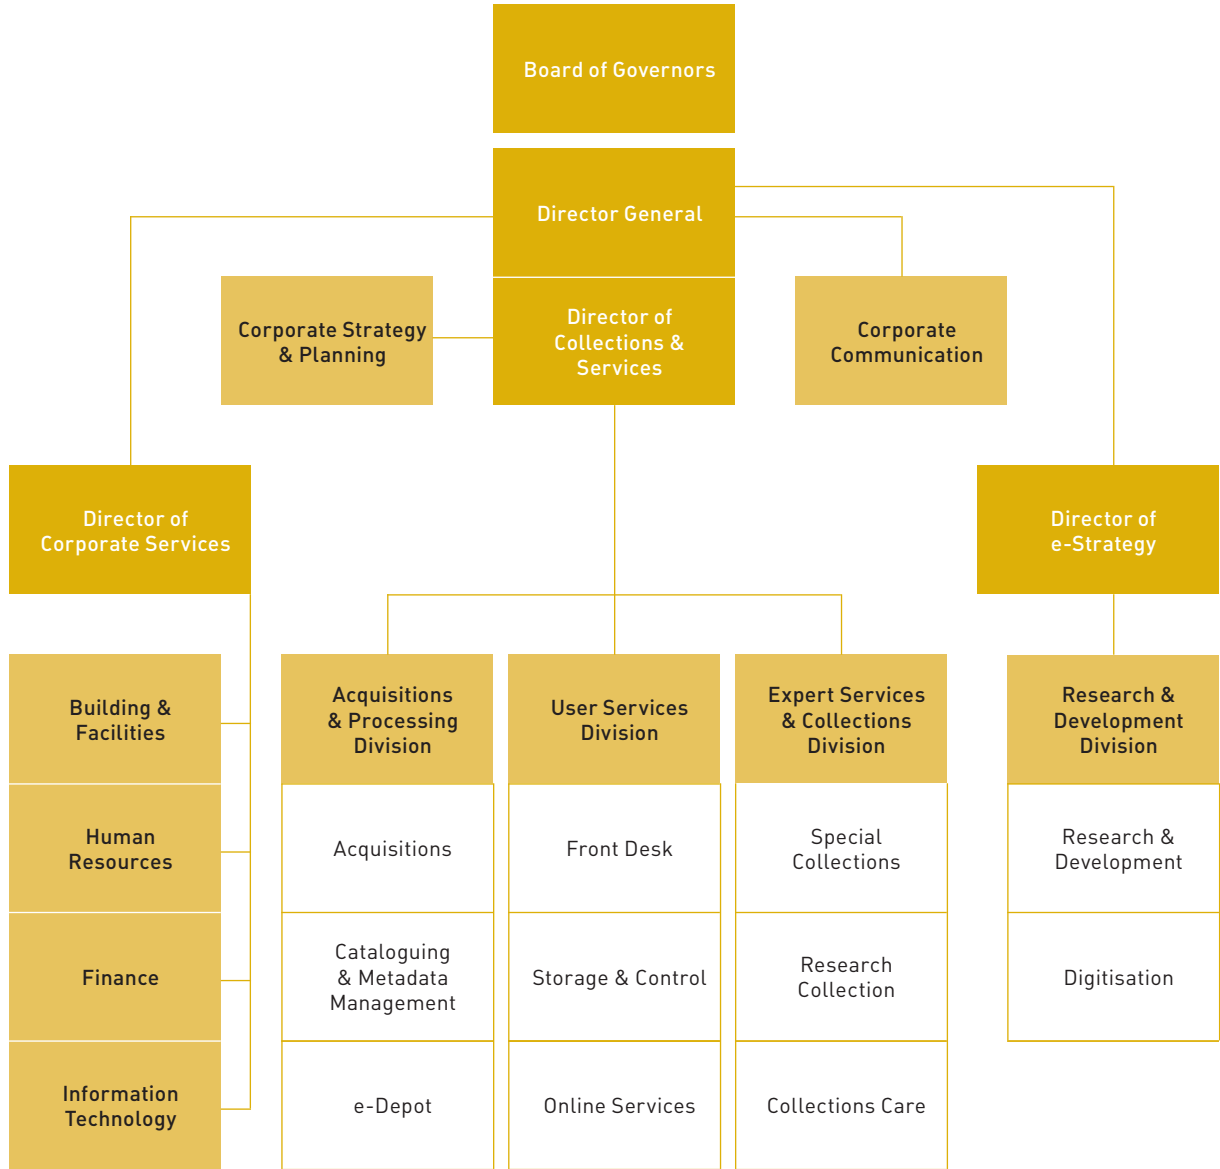 Board of Governors
Director General
Corporate Strategy
& Planning
Director of
Collections &
Services
Corporate
Communication
Director of
Corporate Services
Director of
e-Strategy
Building &
Facilities
Human
Resources
Finance
Information
Technology
Acquisitions
& Processing
Division
Acquisitions
Cataloguing
& Metadata
Management
e-Depot
User Services
Division
Front Desk
Storage & Control
Online Services
Expert Services
& Collections
Division
Special
Collections
Research
Collection
Collections Care
Research &
Development
Division
Research &
Development
Digitisation